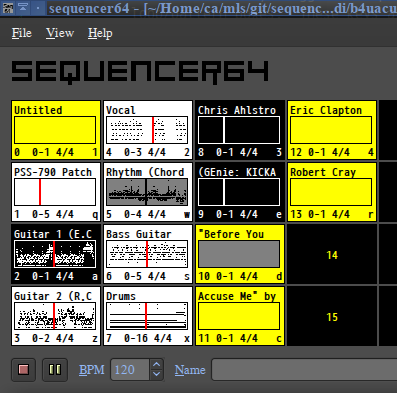 sequencer64 - [~/Home/ca/mls/git/sequenc...di/b4uacu
File View Help
SEQUENCER64
Untitled
0 0-1 4/4 1
Vocal
4 0-3 4/4 2
Chris Ahlstro
8 0-1 4/4 3
Eric Clapton
12 0-1 4/4 4
PSS-790 Patch
1 0-5 4/4 q
Rhythm (Chord
5 0-4 4/4 w
(GEnie: KICKA
9 0-1 4/4 e
Robert Cray
13 0-1 4/4 r
Guitar 1 (E.C
2 0-1 4/4 a
Bass Guitar
6 0-5 4/4 s
"Before You
10 0-1 4/4 d
14
Guitar 2 (R.C
3 0-2 4/4 z
Drums
7 0-16 4/4 x
Accuse Me" by
11 0-1 4/4 c
15
BPM 120 Name